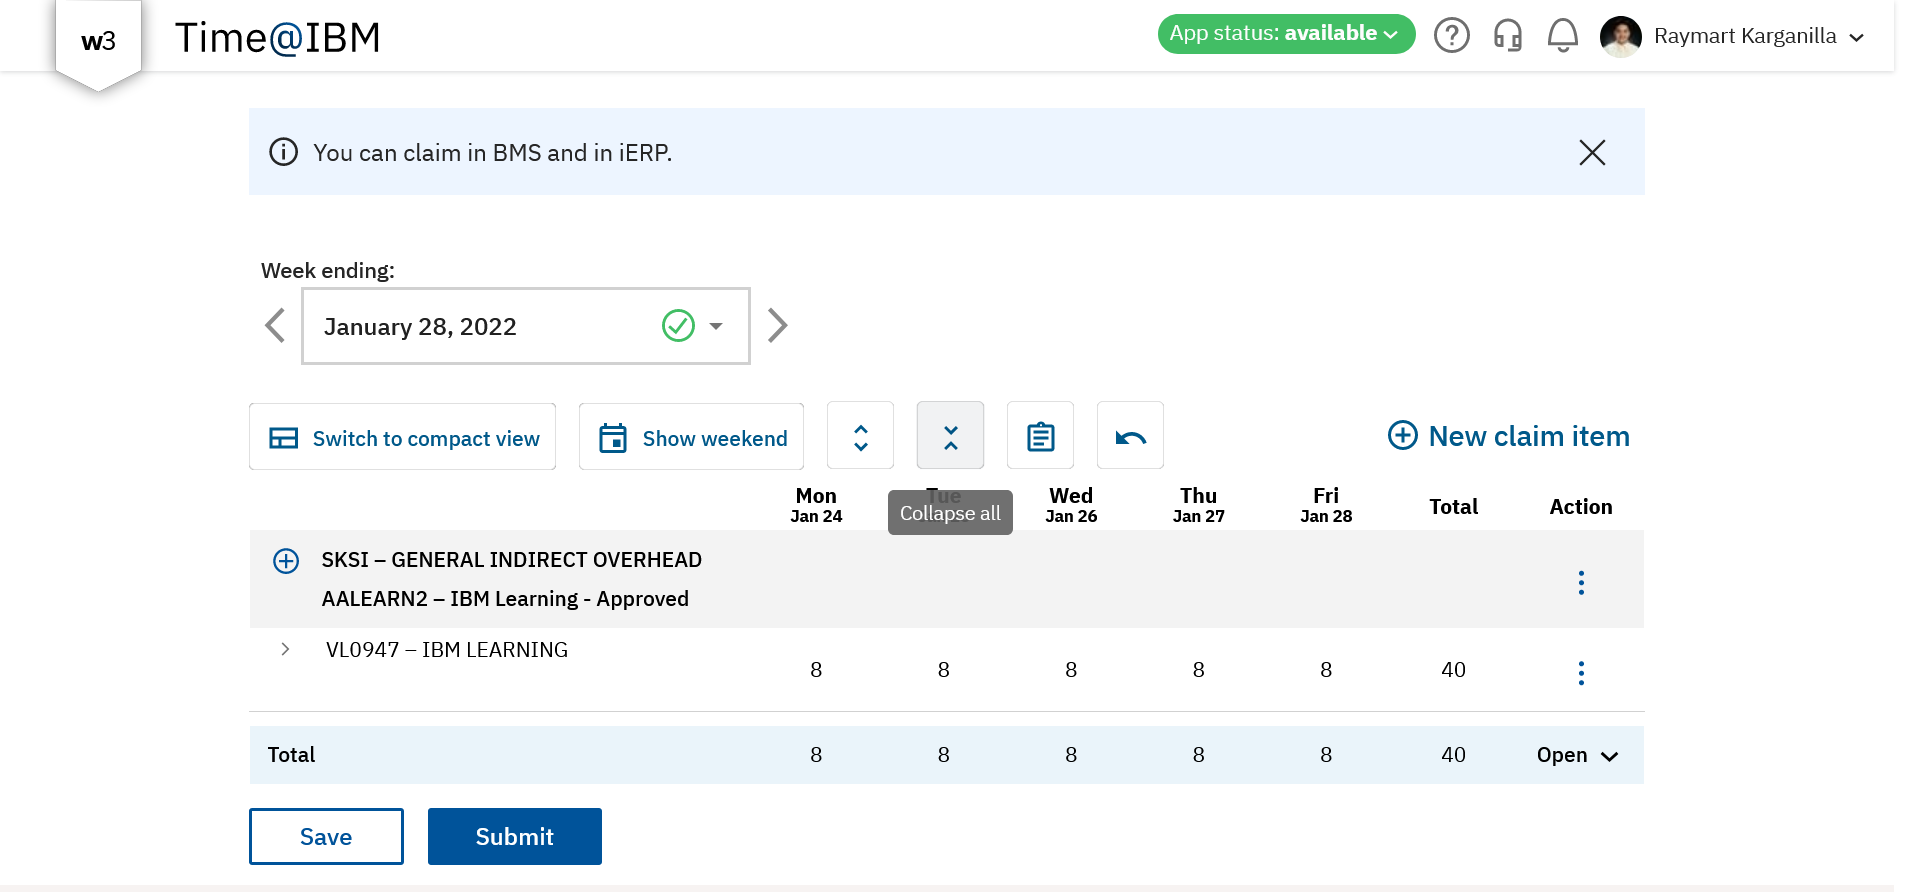 w3
Time@IBM
App status: available
Raymart Karganilla
You can claim in BMS and in iERP.
Week ending:
January 28, 2022
Switch to compact view
Show weekend
New claim item
Mon Tue Wed Thu Fri Total Action
Jan 24 Jan 26 Jan 27 Jan 28
Collapse all
SKSI – GENERAL INDIRECT OVERHEAD
AALEARN2 – IBM Learning - Approved
VL0947 – IBM LEARNING
8 8 8 8 8 40
Total 8 8 8 8 8 40 Open
Save Submit